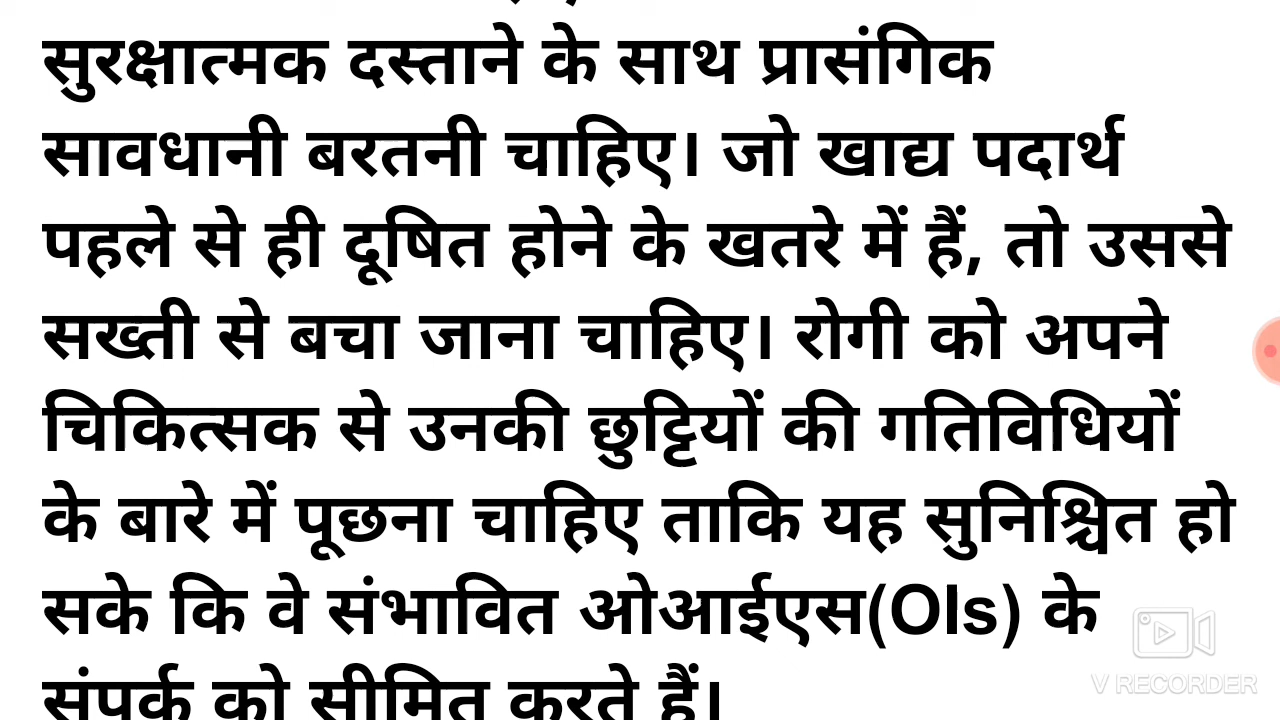 सुरक्षात्मक दस्ताने के साथ प्रासंगिक
सावधानी बरतनी चाहिए। जो खाद्य पदार्थ
पहले से ही दूषित होने के खतरे में हैं, तो उससे
सख्ती से बचा जाना चाहिए। रोगी को अपने
चिकित्सक से उनकी छुट्टियों की गतिविधियों
के बारे में पूछना चाहिए ताकि यह सुनिश्चित हो
सके कि वे संभावित ओआईएस(OIs) के
संपर्क को सीमित करते हैं।
V RECORDER